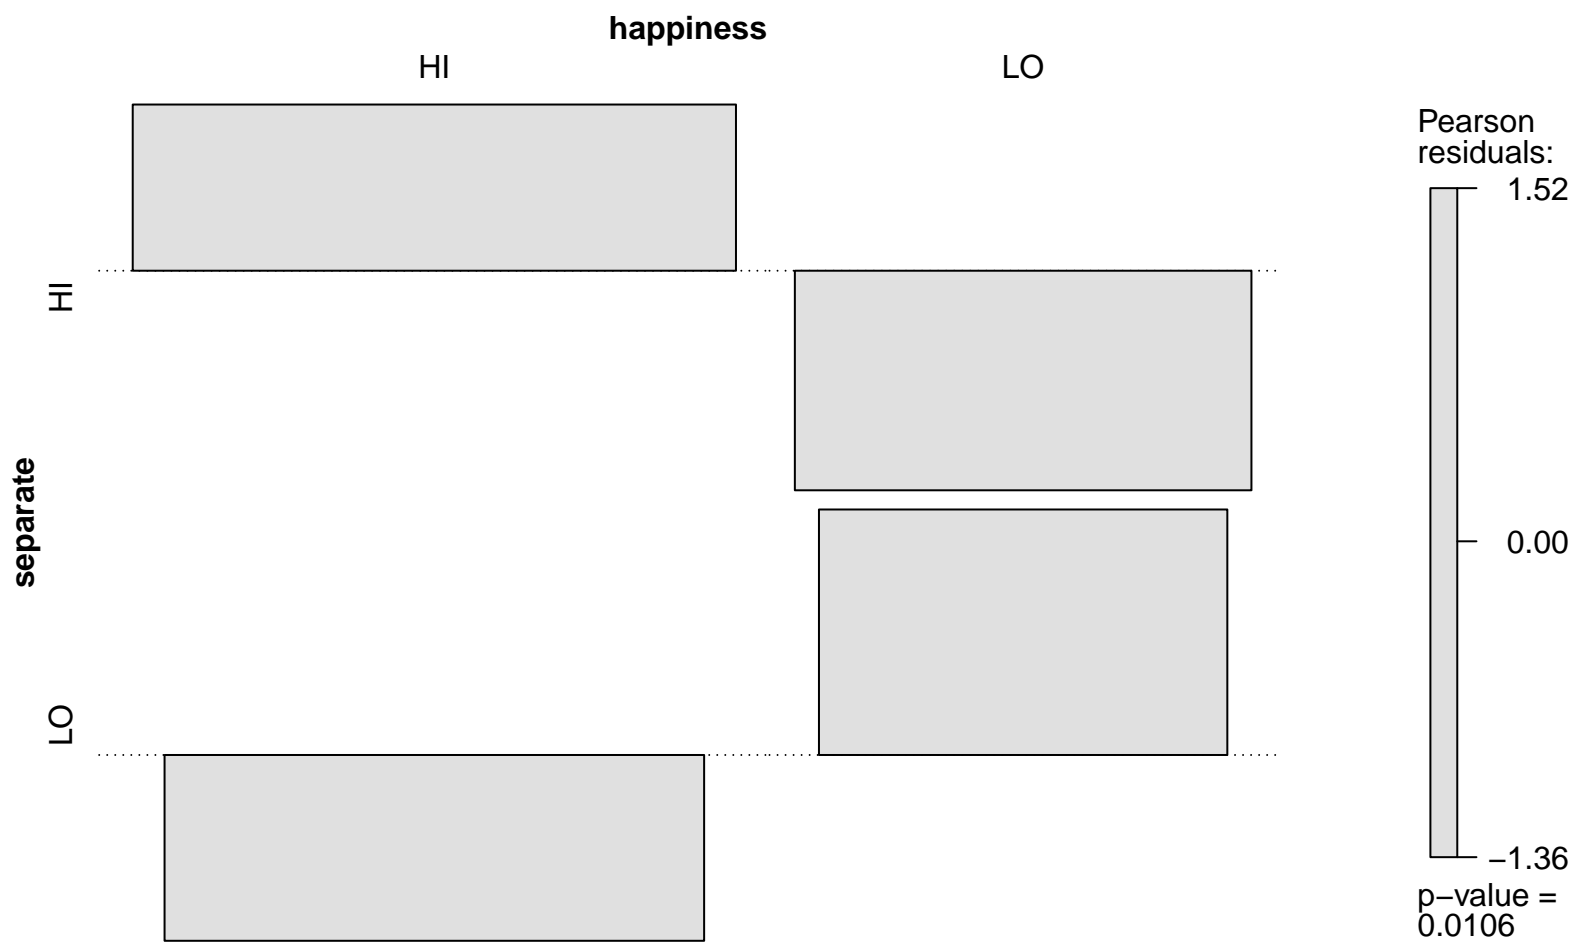 happiness
HI
LO
HI
separate
LO
Pearson
residuals:
1.52
0.00
−1.36
p−value =
0.0106